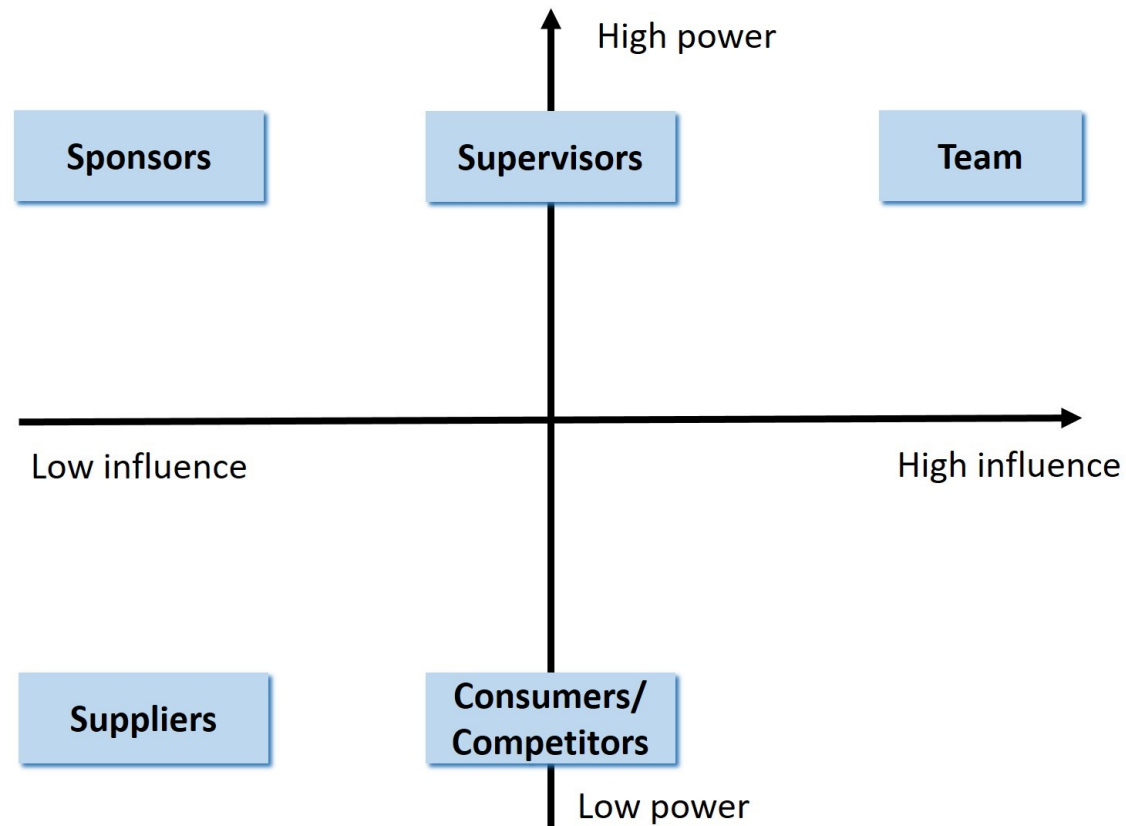 High power
Sponsors
Supervisors
Team
Low influence
High influence
Suppliers
Consumers/
Competitors
Low power